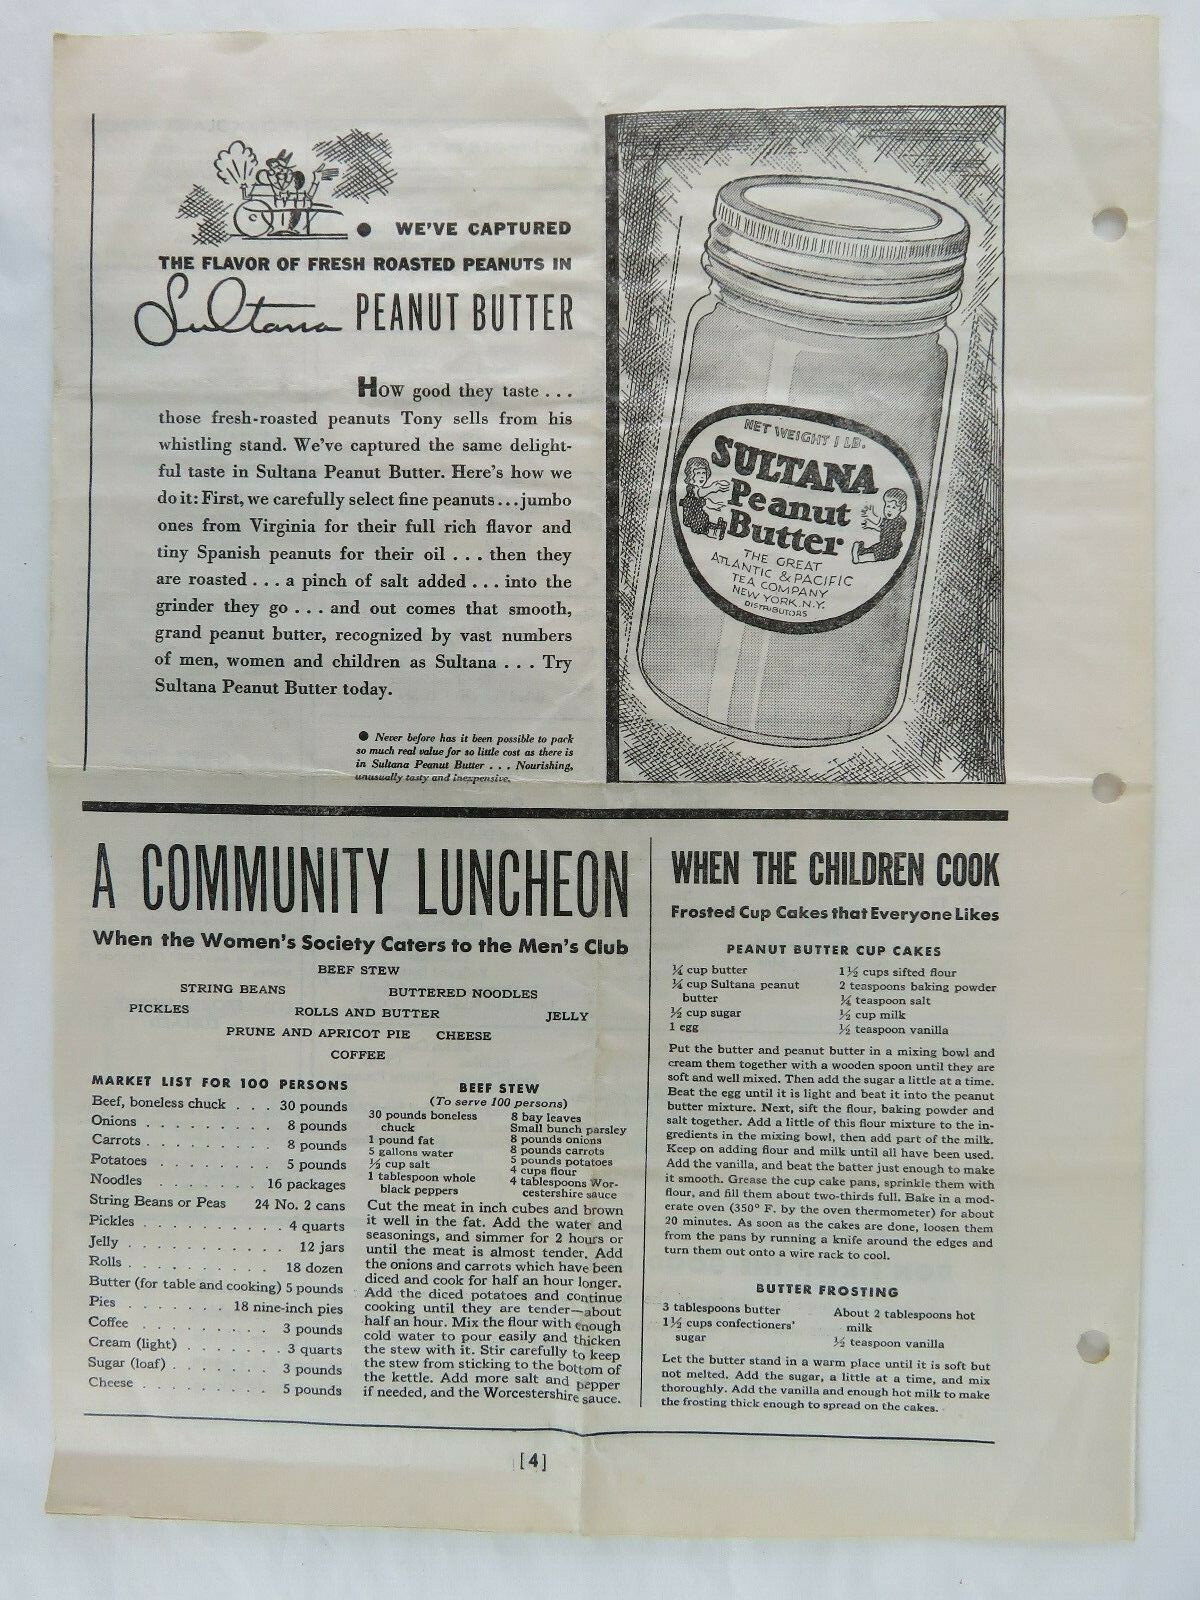 ● WE'VE CAPTURED
THE FLAVOR OF FRESH ROASTED PEANUTS IN
Sultana PEANUT BUTTER
How good they taste . . .
those fresh-roasted peanuts Tony sells from his
whistling stand. We've captured the same delight-
ful taste in Sultana Peanut Butter. Here's how we
do it: First, we carefully select fine peanuts . . . jumbo
ones from Virginia for their full rich flavor and
tiny Spanish peanuts for their oil . . . then they
are roasted . . . a pinch of salt added . . . into the
grinder they go . . . and out comes that smooth,
grand peanut butter, recognized by vast numbers
of men, women and children as Sultana . . . Try
Sultana Peanut Butter today.
● Never before has it been possible to pack
so much real value for so little cost as there is
in Sultana Peanut Butter . . . Nourishing,
unusually tasty and inexpensive.
NET WEIGHT 1 LB.
SULTANA
Peanut
Butter
THE GREAT
ATLANTIC & PACIFIC
TEA COMPANY
NEW YORK, N.Y.
DISTRIBUTORS
A COMMUNITY LUNCHEON
When the Women's Society Caters to the Men's Club
BEEF STEW
STRING BEANS BUTTERED NOODLES
PICKLES ROLLS AND BUTTER JELLY
PRUNE AND APRICOT PIE CHEESE
COFFEE
MARKET LIST FOR 100 PERSONS
Beef, boneless chuck . . . 30 pounds
Onions . . . . . . . . . 8 pounds
Carrots . . . . . . . . . 8 pounds
Potatoes . . . . . . . . 5 pounds
Noodles . . . . . . . 16 packages
String Beans or Peas 24 No. 2 cans
Pickles . . . . . . . . . . 4 quarts
Jelly . . . . . . . . . . . 12 jars
Rolls . . . . . . . . . . 18 dozen
Butter (for table and cooking) 5 pounds
Pies . . . . . . . 18 nine-inch pies
Coffee . . . . . . . . . 3 pounds
Cream (light) . . . . . . . 3 quarts
Sugar (loaf) . . . . . . . 3 pounds
Cheese . . . . . . . . . 5 pounds
BEEF STEW
(To serve 100 persons)
30 pounds boneless
chuck
1 pound fat
5 gallons water
½ cup salt
1 tablespoon whole
black peppers
8 bay leaves
Small bunch parsley
8 pounds onions
8 pounds carrots
5 pounds potatoes
4 cups flour
4 tablespoons Wor-
cestershire sauce
Cut the meat in inch cubes and brown
it well in the fat. Add the water and
seasonings, and simmer for 2 hours or
until the meat is almost tender. Add
the onions and carrots which have been
diced and cook for half an hour longer.
Add the diced potatoes and continue
cooking until they are tender—about
half an hour. Mix the flour with enough
cold water to pour easily and thicken
the stew with it. Stir carefully to keep
the stew from sticking to the bottom of
the kettle. Add more salt and pepper
if needed, and the Worcestershire sauce.
WHEN THE CHILDREN COOK
Frosted Cup Cakes that Everyone Likes
PEANUT BUTTER CUP CAKES
¼ cup butter
¼ cup Sultana peanut
butter
½ cup sugar
1 egg
1½ cups sifted flour
2 teaspoons baking powder
¼ teaspoon salt
½ cup milk
½ teaspoon vanilla
Put the butter and peanut butter in a mixing bowl and
cream them together with a wooden spoon until they are
soft and well mixed. Then add the sugar a little at a time.
Beat the egg until it is light and beat it into the peanut
butter mixture. Next, sift the flour, baking powder and
salt together. Add a little of this flour mixture to the in-
gredients in the mixing bowl, then add part of the milk.
Keep on adding flour and milk until all have been used.
Add the vanilla, and beat the batter just enough to make
it smooth. Grease the cup cake pans, sprinkle them with
flour, and fill them about two-thirds full. Bake in a mod-
erate oven (350° F. by the oven thermometer) for about
20 minutes. As soon as the cakes are done, loosen them
from the pans by running a knife around the edges and
turn them out onto a wire rack to cool.
BUTTER FROSTING
3 tablespoons butter
1½ cups confectioners'
sugar
About 2 tablespoons hot
milk
½ teaspoon vanilla
Let the butter stand in a warm place until it is soft but
not melted. Add the sugar, a little at a time, and mix
thoroughly. Add the vanilla and enough hot milk to make
the frosting thick enough to spread on the cakes.
[4]